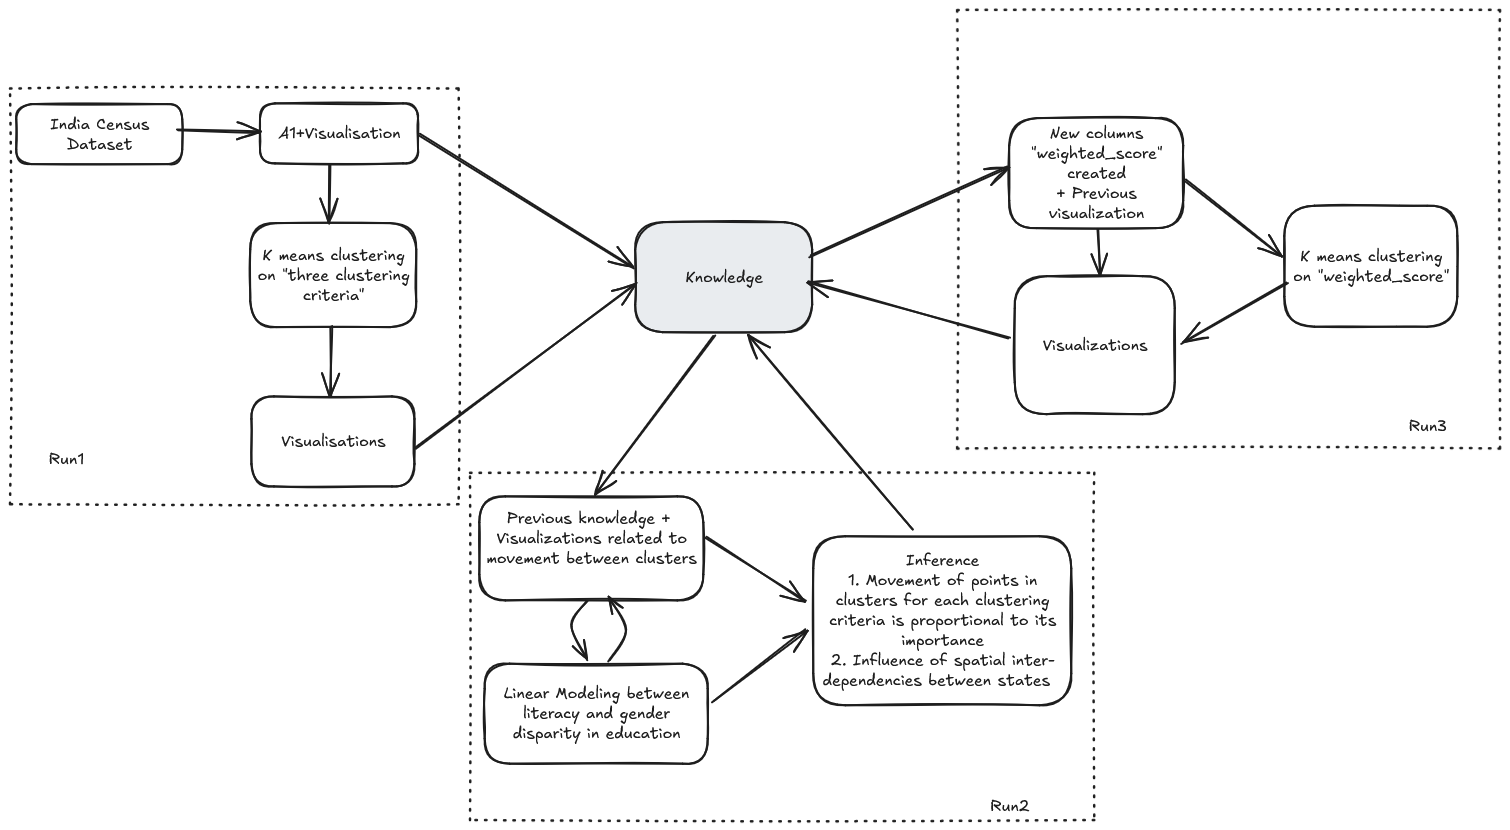 India Census
Dataset
A1+Visualisation
K means clustering
on "three clustering
criteria"
Visualisations
Run1
Knowledge
New columns
"weighted_score"
created
+ Previous
visualization
K means clustering
on "weighted_score"
Visualizations
Run3
Previous knowledge +
Visualizations related to
movement between clusters
Linear Modeling between
literacy and gender
disparity in education
Inference
1. Movement of points in
clusters for each clustering
criteria is proportional to its
importance
2. Influence of spatial inter-
dependencies between states
Run2